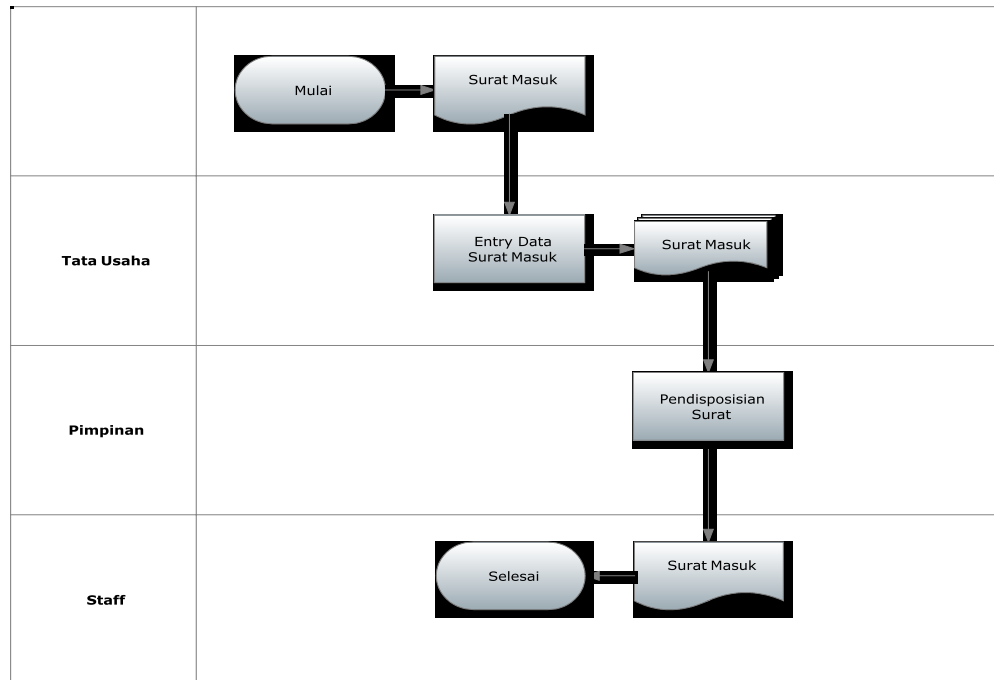 Mulai
Surat Masuk
Tata Usaha
Entry Data
Surat Masuk
Surat Masuk
Pimpinan
Pendisposisian
Surat
Staff
Selesai
Surat Masuk